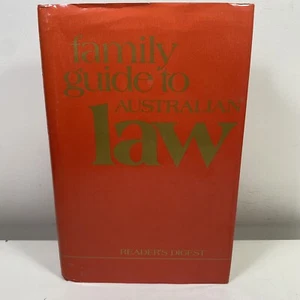 family
guide to
AUSTRALIAN
law
READER'S DIGEST